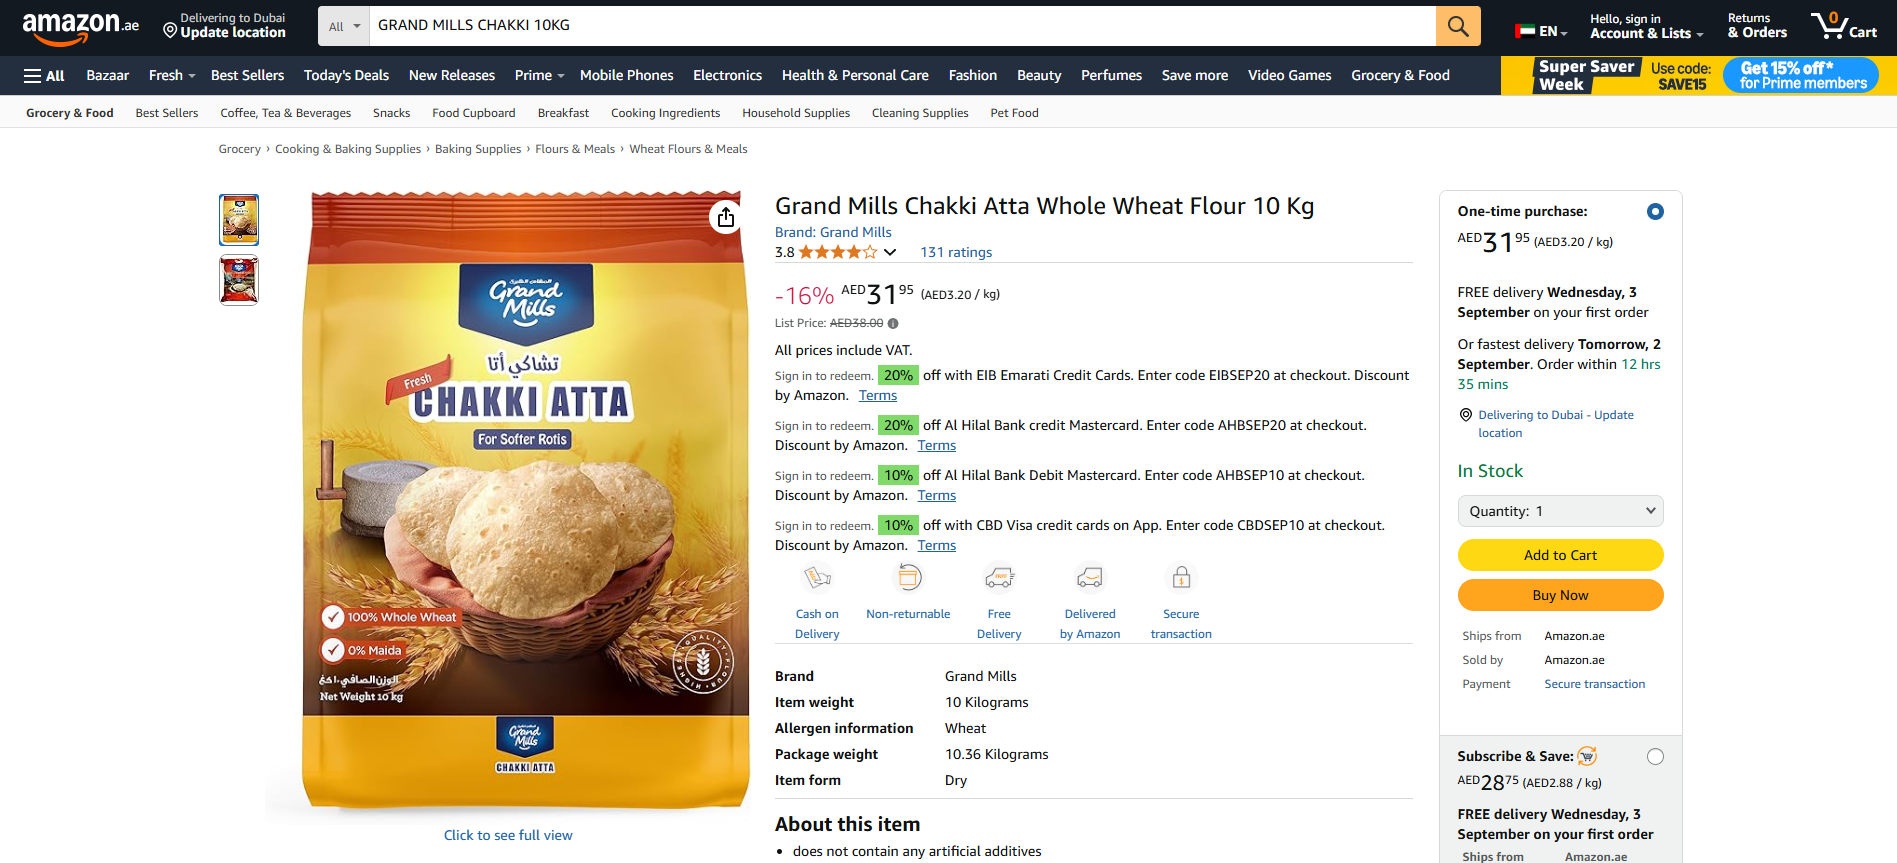 amazon.ae
Delivering to Dubai
Update location
All
GRAND MILLS CHAKKI 10KG
EN
Hello, sign in
Account & Lists
Returns
& Orders
0
Cart
All
Bazaar
Fresh
Best Sellers
Today's Deals
New Releases
Prime
Mobile Phones
Electronics
Health & Personal Care
Fashion
Beauty
Perfumes
Save more
Video Games
Grocery & Food
Super Saver
Week
Use code:
SAVE15
Get 15% off*
for Prime members
Grocery & Food
Best Sellers
Coffee, Tea & Beverages
Snacks
Food Cupboard
Breakfast
Cooking Ingredients
Household Supplies
Cleaning Supplies
Pet Food
Grocery › Cooking & Baking Supplies › Baking Supplies › Flours & Meals › Wheat Flours & Meals
Grand
Mills
تشاكي أتا
Fresh
CHAKKI ATTA
For Softer Rotis
100% Whole Wheat
0% Maida
الوزن الصافي ١٠ كغ
Net Weight 10 kg
Grand
Mills
CHAKKI ATTA
Click to see full view
Grand Mills Chakki Atta Whole Wheat Flour 10 Kg
Brand: Grand Mills
3.8
131 ratings
-16% AED31 95 (AED3.20 / kg)
List Price: AED38.00
All prices include VAT.
Sign in to redeem. 20% off with EIB Emarati Credit Cards. Enter code EIBSEP20 at checkout. Discount
by Amazon. Terms
Sign in to redeem. 20% off Al Hilal Bank credit Mastercard. Enter code AHBSEP20 at checkout.
Discount by Amazon. Terms
Sign in to redeem. 10% off Al Hilal Bank Debit Mastercard. Enter code AHBSEP10 at checkout.
Discount by Amazon. Terms
Sign in to redeem. 10% off with CBD Visa credit cards on App. Enter code CBDSEP10 at checkout.
Discount by Amazon. Terms
Cash on
Delivery
Non-returnable
Free
Delivery
Delivered
by Amazon
Secure
transaction
Brand Grand Mills
Item weight 10 Kilograms
Allergen information Wheat
Package weight 10.36 Kilograms
Item form Dry
About this item
• does not contain any artificial additives
One-time purchase:
AED31 95 (AED3.20 / kg)
FREE delivery Wednesday, 3
September on your first order
Or fastest delivery Tomorrow, 2
September. Order within 12 hrs
35 mins
Delivering to Dubai - Update
location
In Stock
Quantity: 1
Add to Cart
Buy Now
Ships from Amazon.ae
Sold by Amazon.ae
Payment Secure transaction
Subscribe & Save:
AED28 75 (AED2.88 / kg)
FREE delivery Wednesday, 3
September on your first order
Ships from Amazon.ae